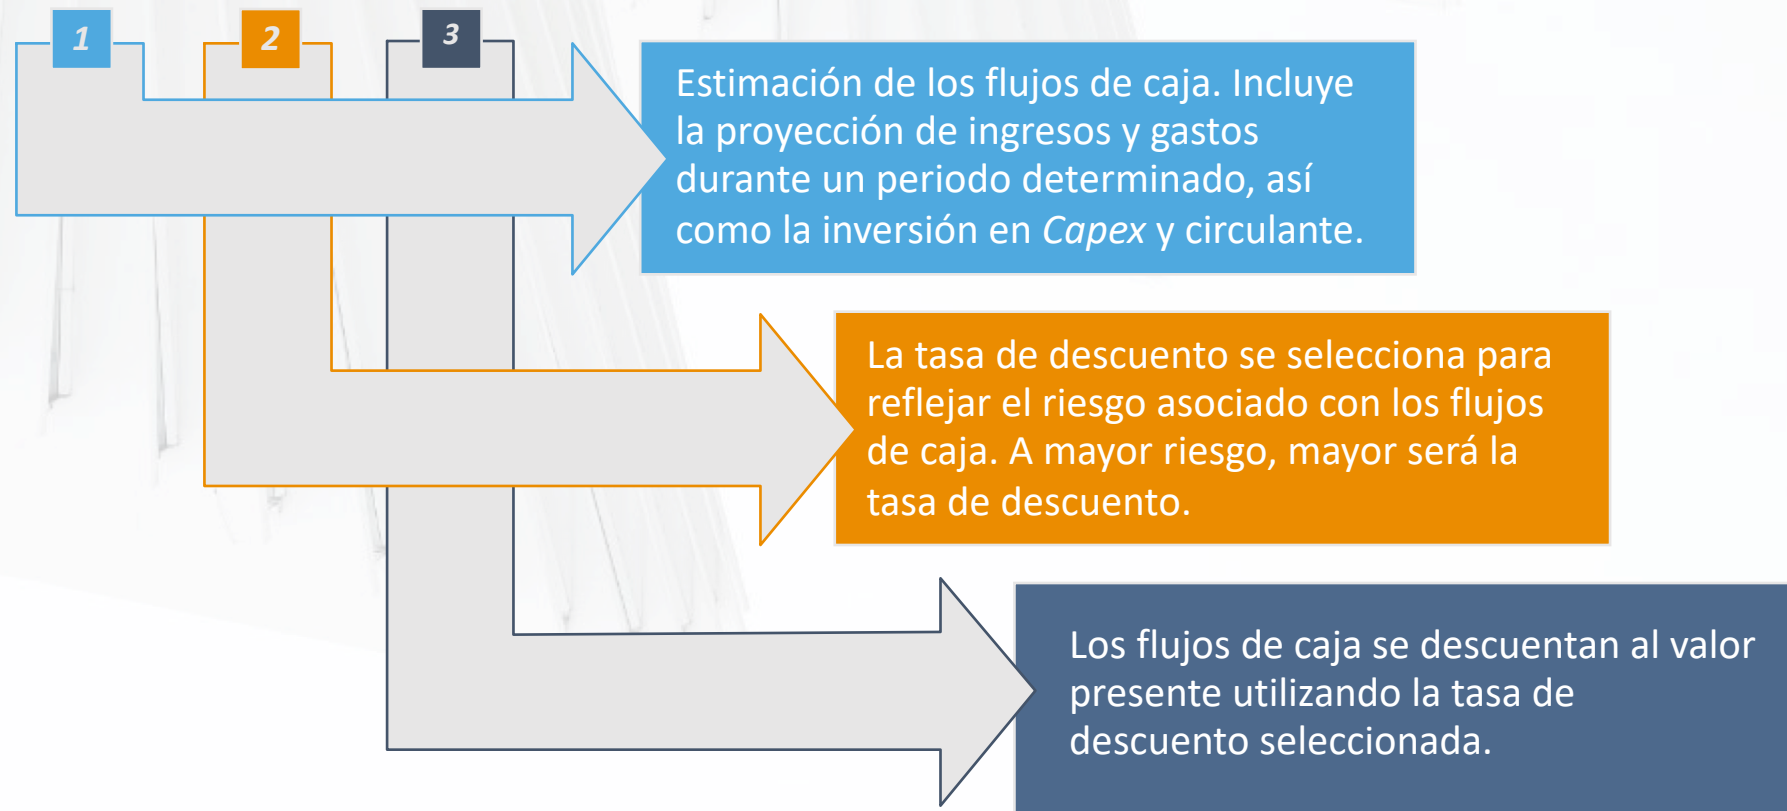 1
2
3
Estimación de los flujos de caja. Incluye
la proyección de ingresos y gastos
durante un periodo determinado, así
como la inversión en Capex y circulante.
La tasa de descuento se selecciona para
reflejar el riesgo asociado con los flujos
de caja. A mayor riesgo, mayor será la
tasa de descuento.
Los flujos de caja se descuentan al valor
presente utilizando la tasa de
descuento seleccionada.